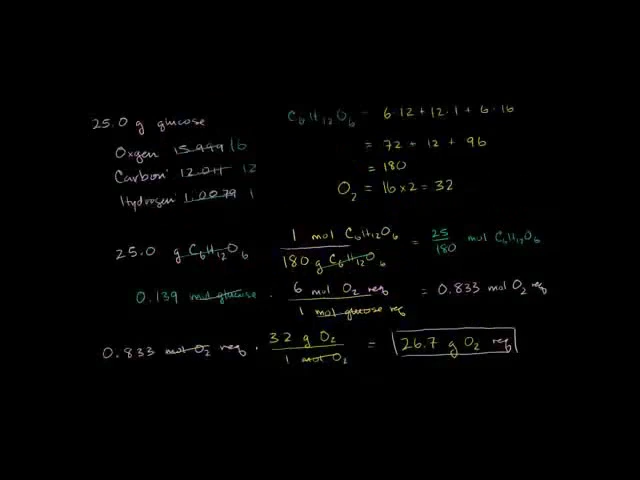 25.0 g glucose
Oxygen: 15.999 16
Carbon: 12.011 12
Hydrogen: 1.0079 1
C₆H₁₂O₆ = 6·12 + 12·1 + 6·16
= 72 + 12 + 96
= 180
O₂ = 16×2 = 32
25.0 g C₆H₁₂O₆ 1 mol C₆H₁₂O₆ / 180 g C₆H₁₂O₆ = 25/180 mol C₆H₁₂O₆
0.139 mol glucose · 6 mol O₂ req / 1 mol glucose req = 0.833 mol O₂ req
0.833 mol O₂ req · 32 g O₂ / 1 mol O₂ = 26.7 g O₂ req